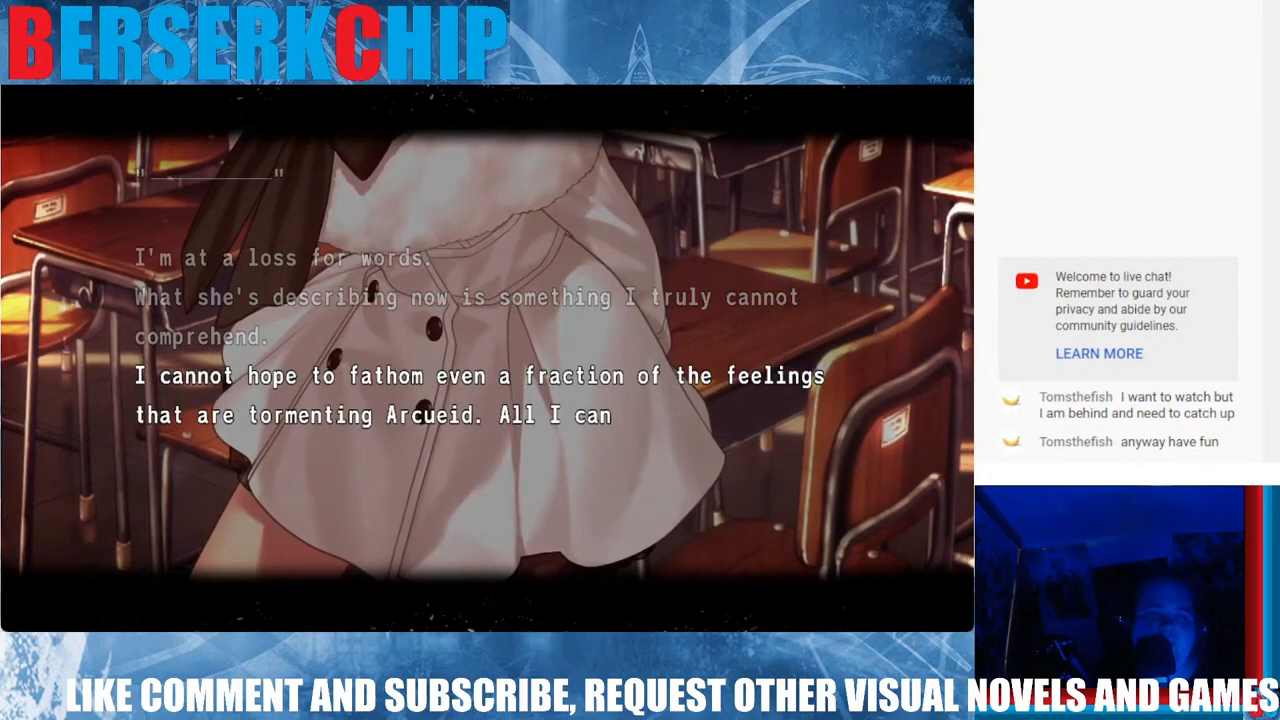 BERSERKCHIP
"___________"
I'm at a loss for words.
What she's describing now is something I truly cannot
comprehend.
I cannot hope to fathom even a fraction of the feelings
that are tormenting Arcueid. All I can
Welcome to live chat!
Remember to guard your
privacy and abide by our
community guidelines.
LEARN MORE
Tomsthefish I want to watch but
I am behind and need to catch up
Tomsthefish anyway have fun
LIKE COMMENT AND SUBSCRIBE, REQUEST OTHER VISUAL NOVELS AND GAMES